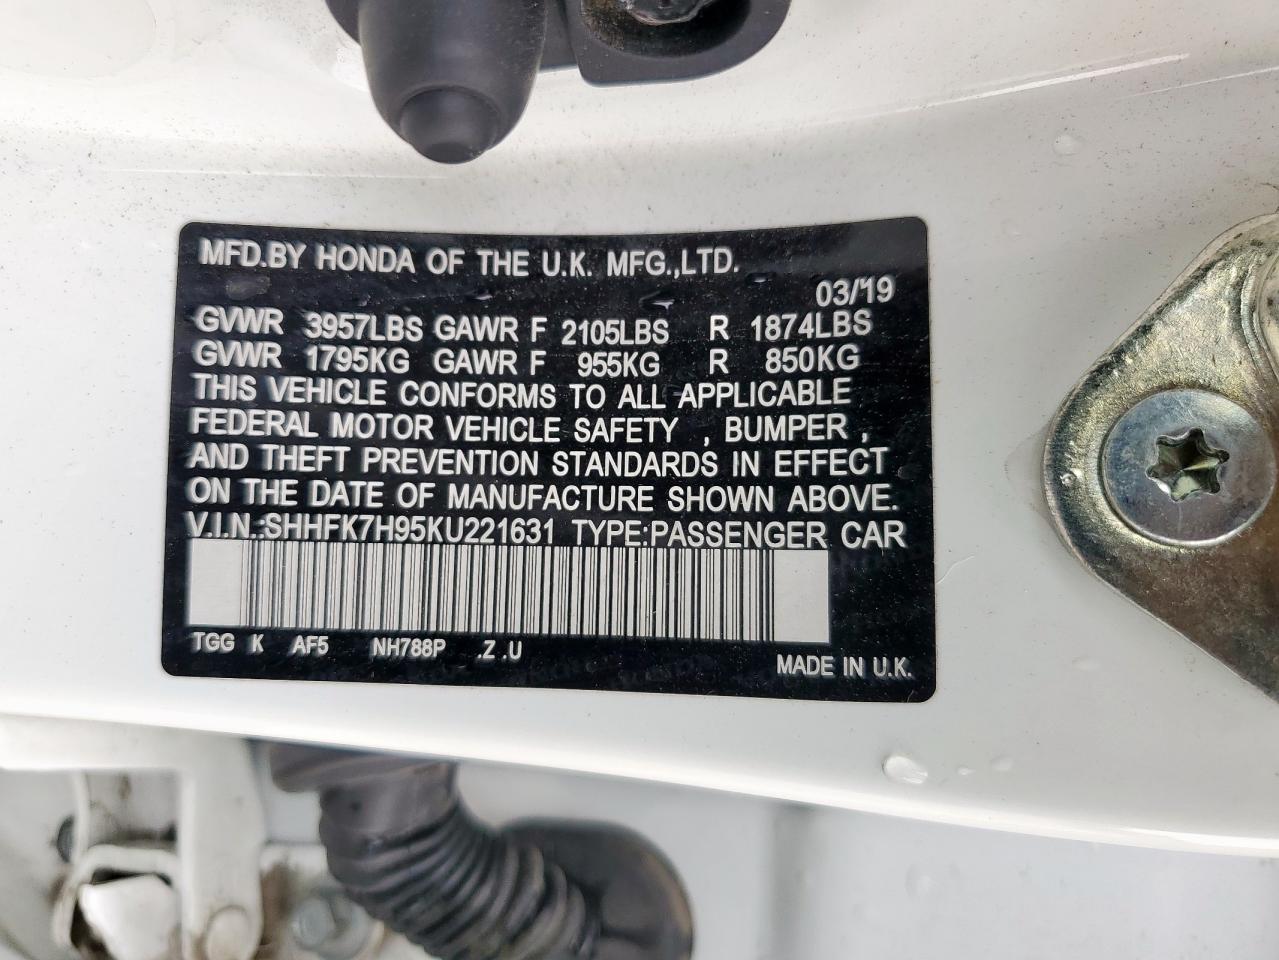 MFD.BY HONDA OF THE U.K. MFG.,LTD.
03/'19
GVWR 3957LBS GAWR F 2105LBS R 1874LBS
GVWR 1795KG GAWR F 955KG R 850KG
THIS VEHICLE CONFORMS TO ALL APPLICABLE
FEDERAL MOTOR VEHICLE SAFETY , BUMPER ,
AND THEFT PREVENTION STANDARDS IN EFFECT
ON THE DATE OF MANUFACTURE SHOWN ABOVE.
V.I.N.:SHHFK7H95KU221631 TYPE:PASSENGER CAR
TGG K AF5 NH788P .Z .U
MADE IN U.K.